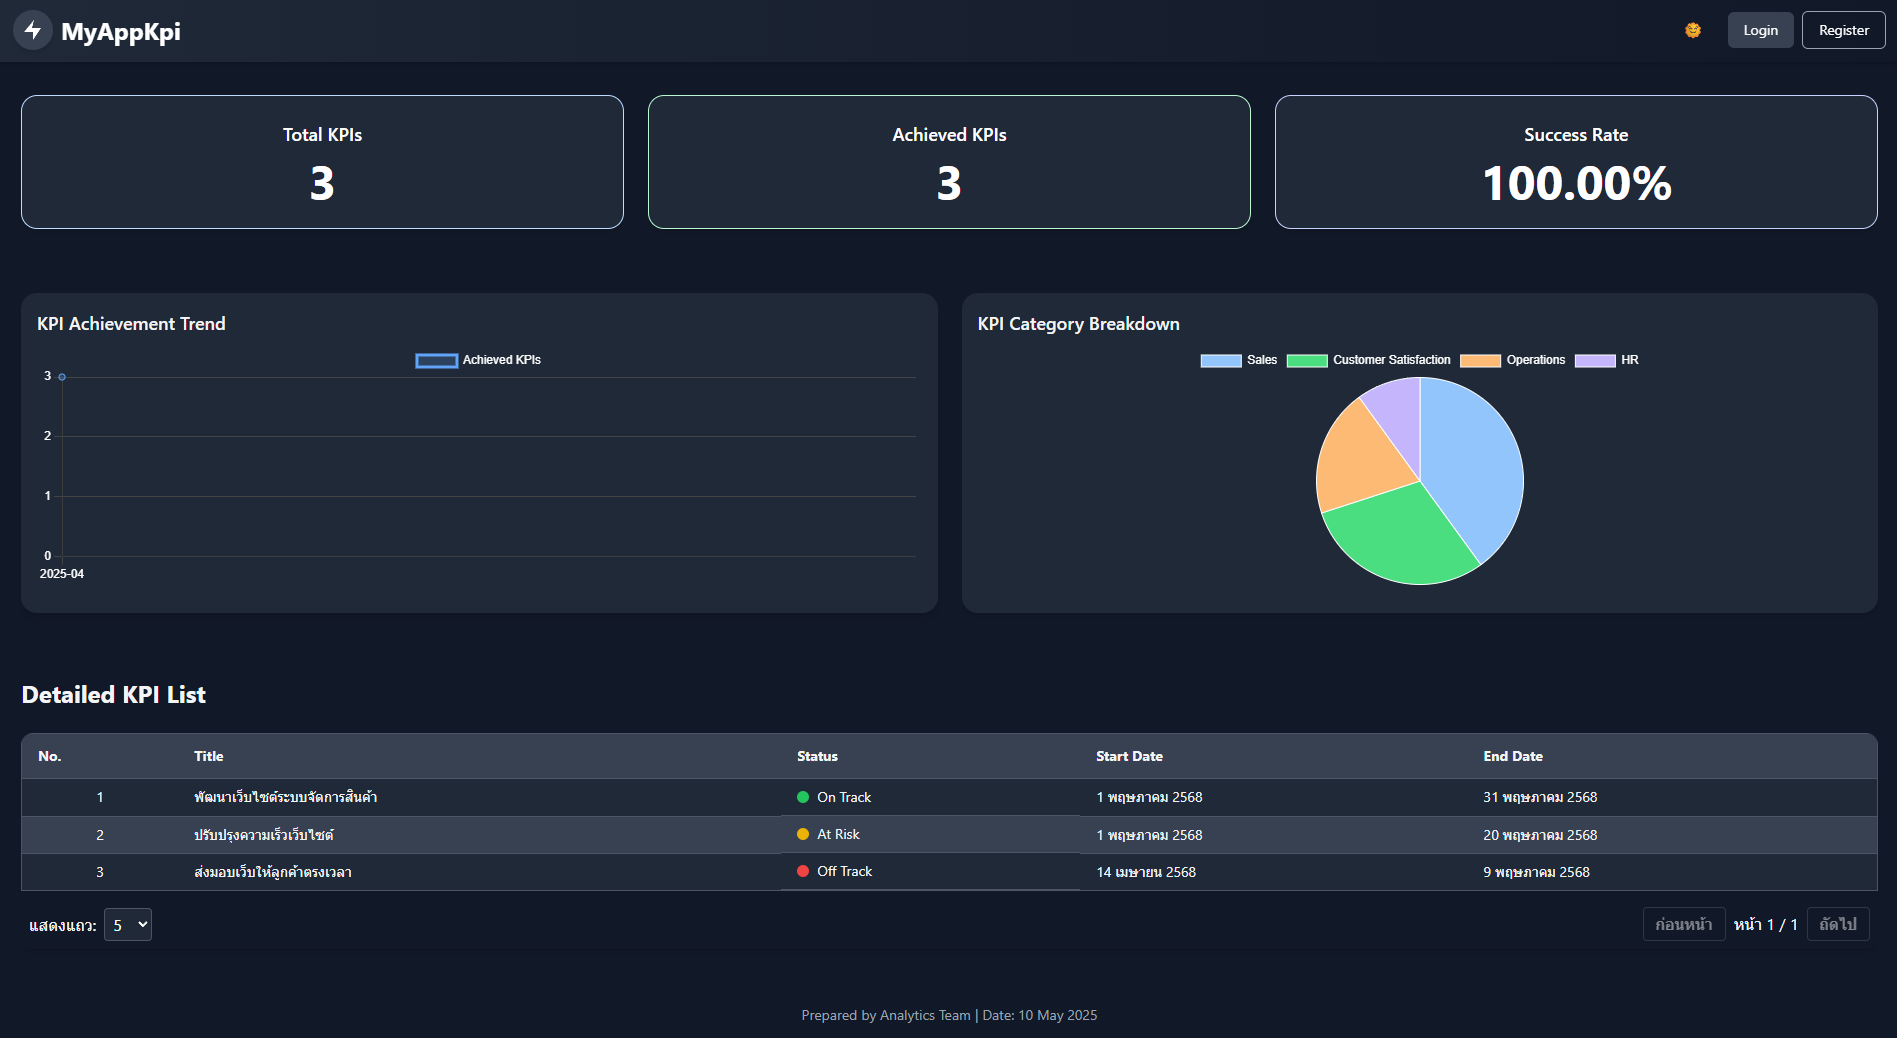 MyAppKpi
Login
Register
Total KPIs
3
Achieved KPIs
3
Success Rate
100.00%
KPI Achievement Trend
Achieved KPIs
3
2
1
0
2025-04
KPI Category Breakdown
Sales
Customer Satisfaction
Operations
HR
Detailed KPI List
No. Title Status Start Date End Date
1 พัฒนาเว็บไซต์ระบบจัดการสินค้า On Track 1 พฤษภาคม 2568 31 พฤษภาคม 2568
2 ปรับปรุงความเร็วเว็บไซต์ At Risk 1 พฤษภาคม 2568 20 พฤษภาคม 2568
3 ส่งมอบเว็บให้ลูกค้าตรงเวลา Off Track 14 เมษายน 2568 9 พฤษภาคม 2568
แสดงแถว: 5
ก่อนหน้า หน้า 1 / 1 ถัดไป
Prepared by Analytics Team | Date: 10 May 2025